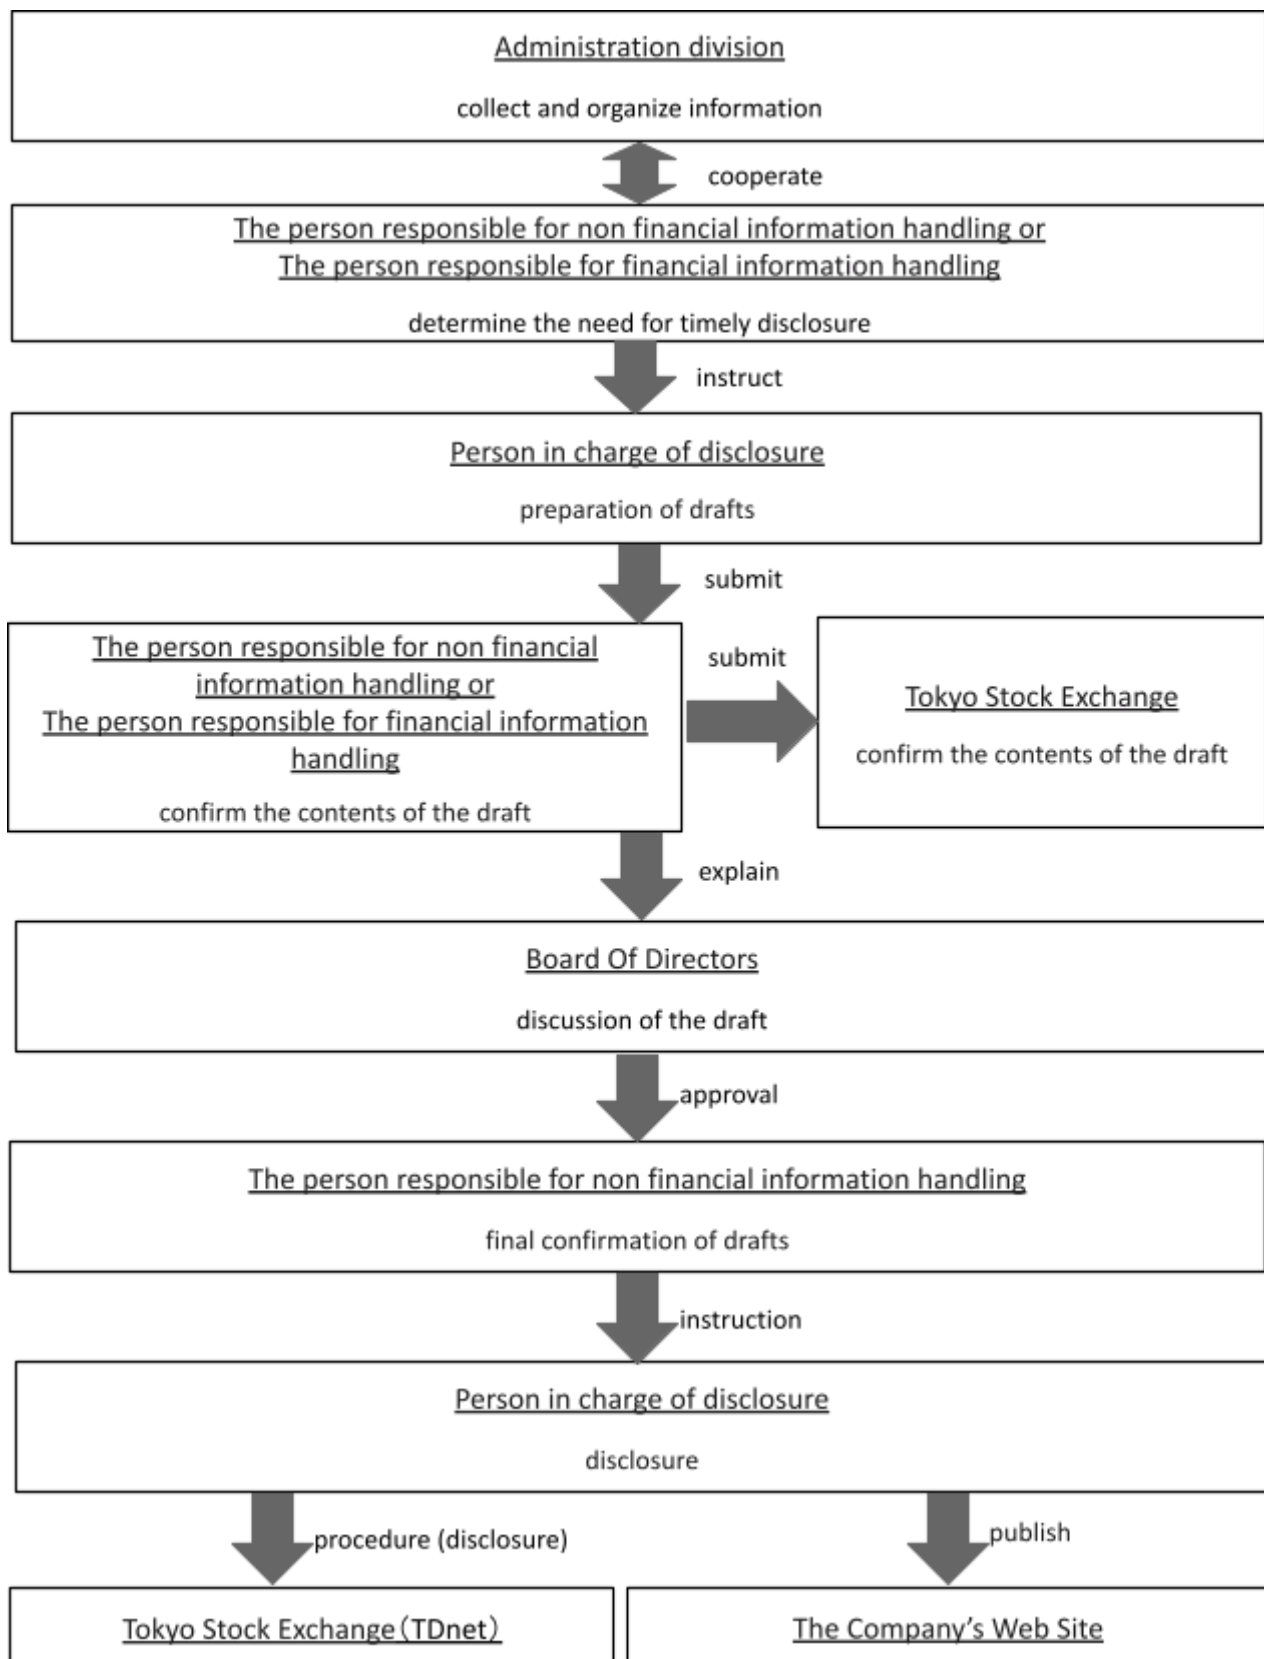 Administration division
collect and organize information
cooperate
The person responsible for non financial information handling or
The person responsible for financial information handling
determine the need for timely disclosure
instruct
Person in charge of disclosure
preparation of drafts
submit
The person responsible for non financial
information handling or
The person responsible for financial information
handling
confirm the contents of the draft
submit
Tokyo Stock Exchange
confirm the contents of the draft
explain
Board Of Directors
discussion of the draft
approval
The person responsible for non financial information handling
final confirmation of drafts
instruction
Person in charge of disclosure
disclosure
procedure (disclosure)
publish
Tokyo Stock Exchange（TDnet）
The Company’s Web Site